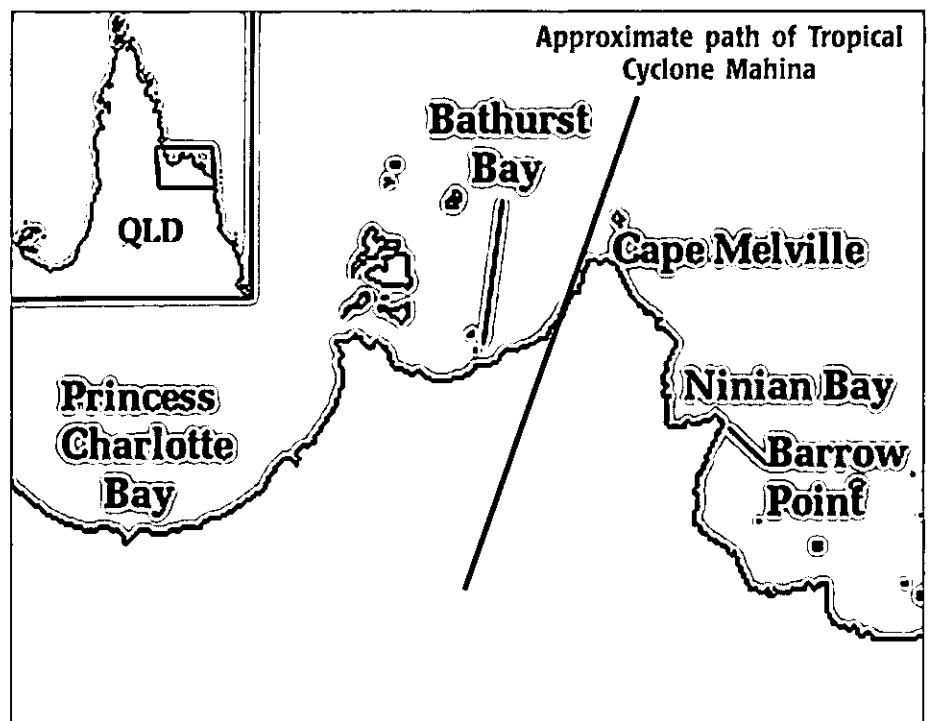 Approximate path of Tropical
Cyclone Mahina
Bathurst
Bay
QLD
Cape Melville
Princess
Charlotte
Bay
Ninian Bay
Barrow
Point